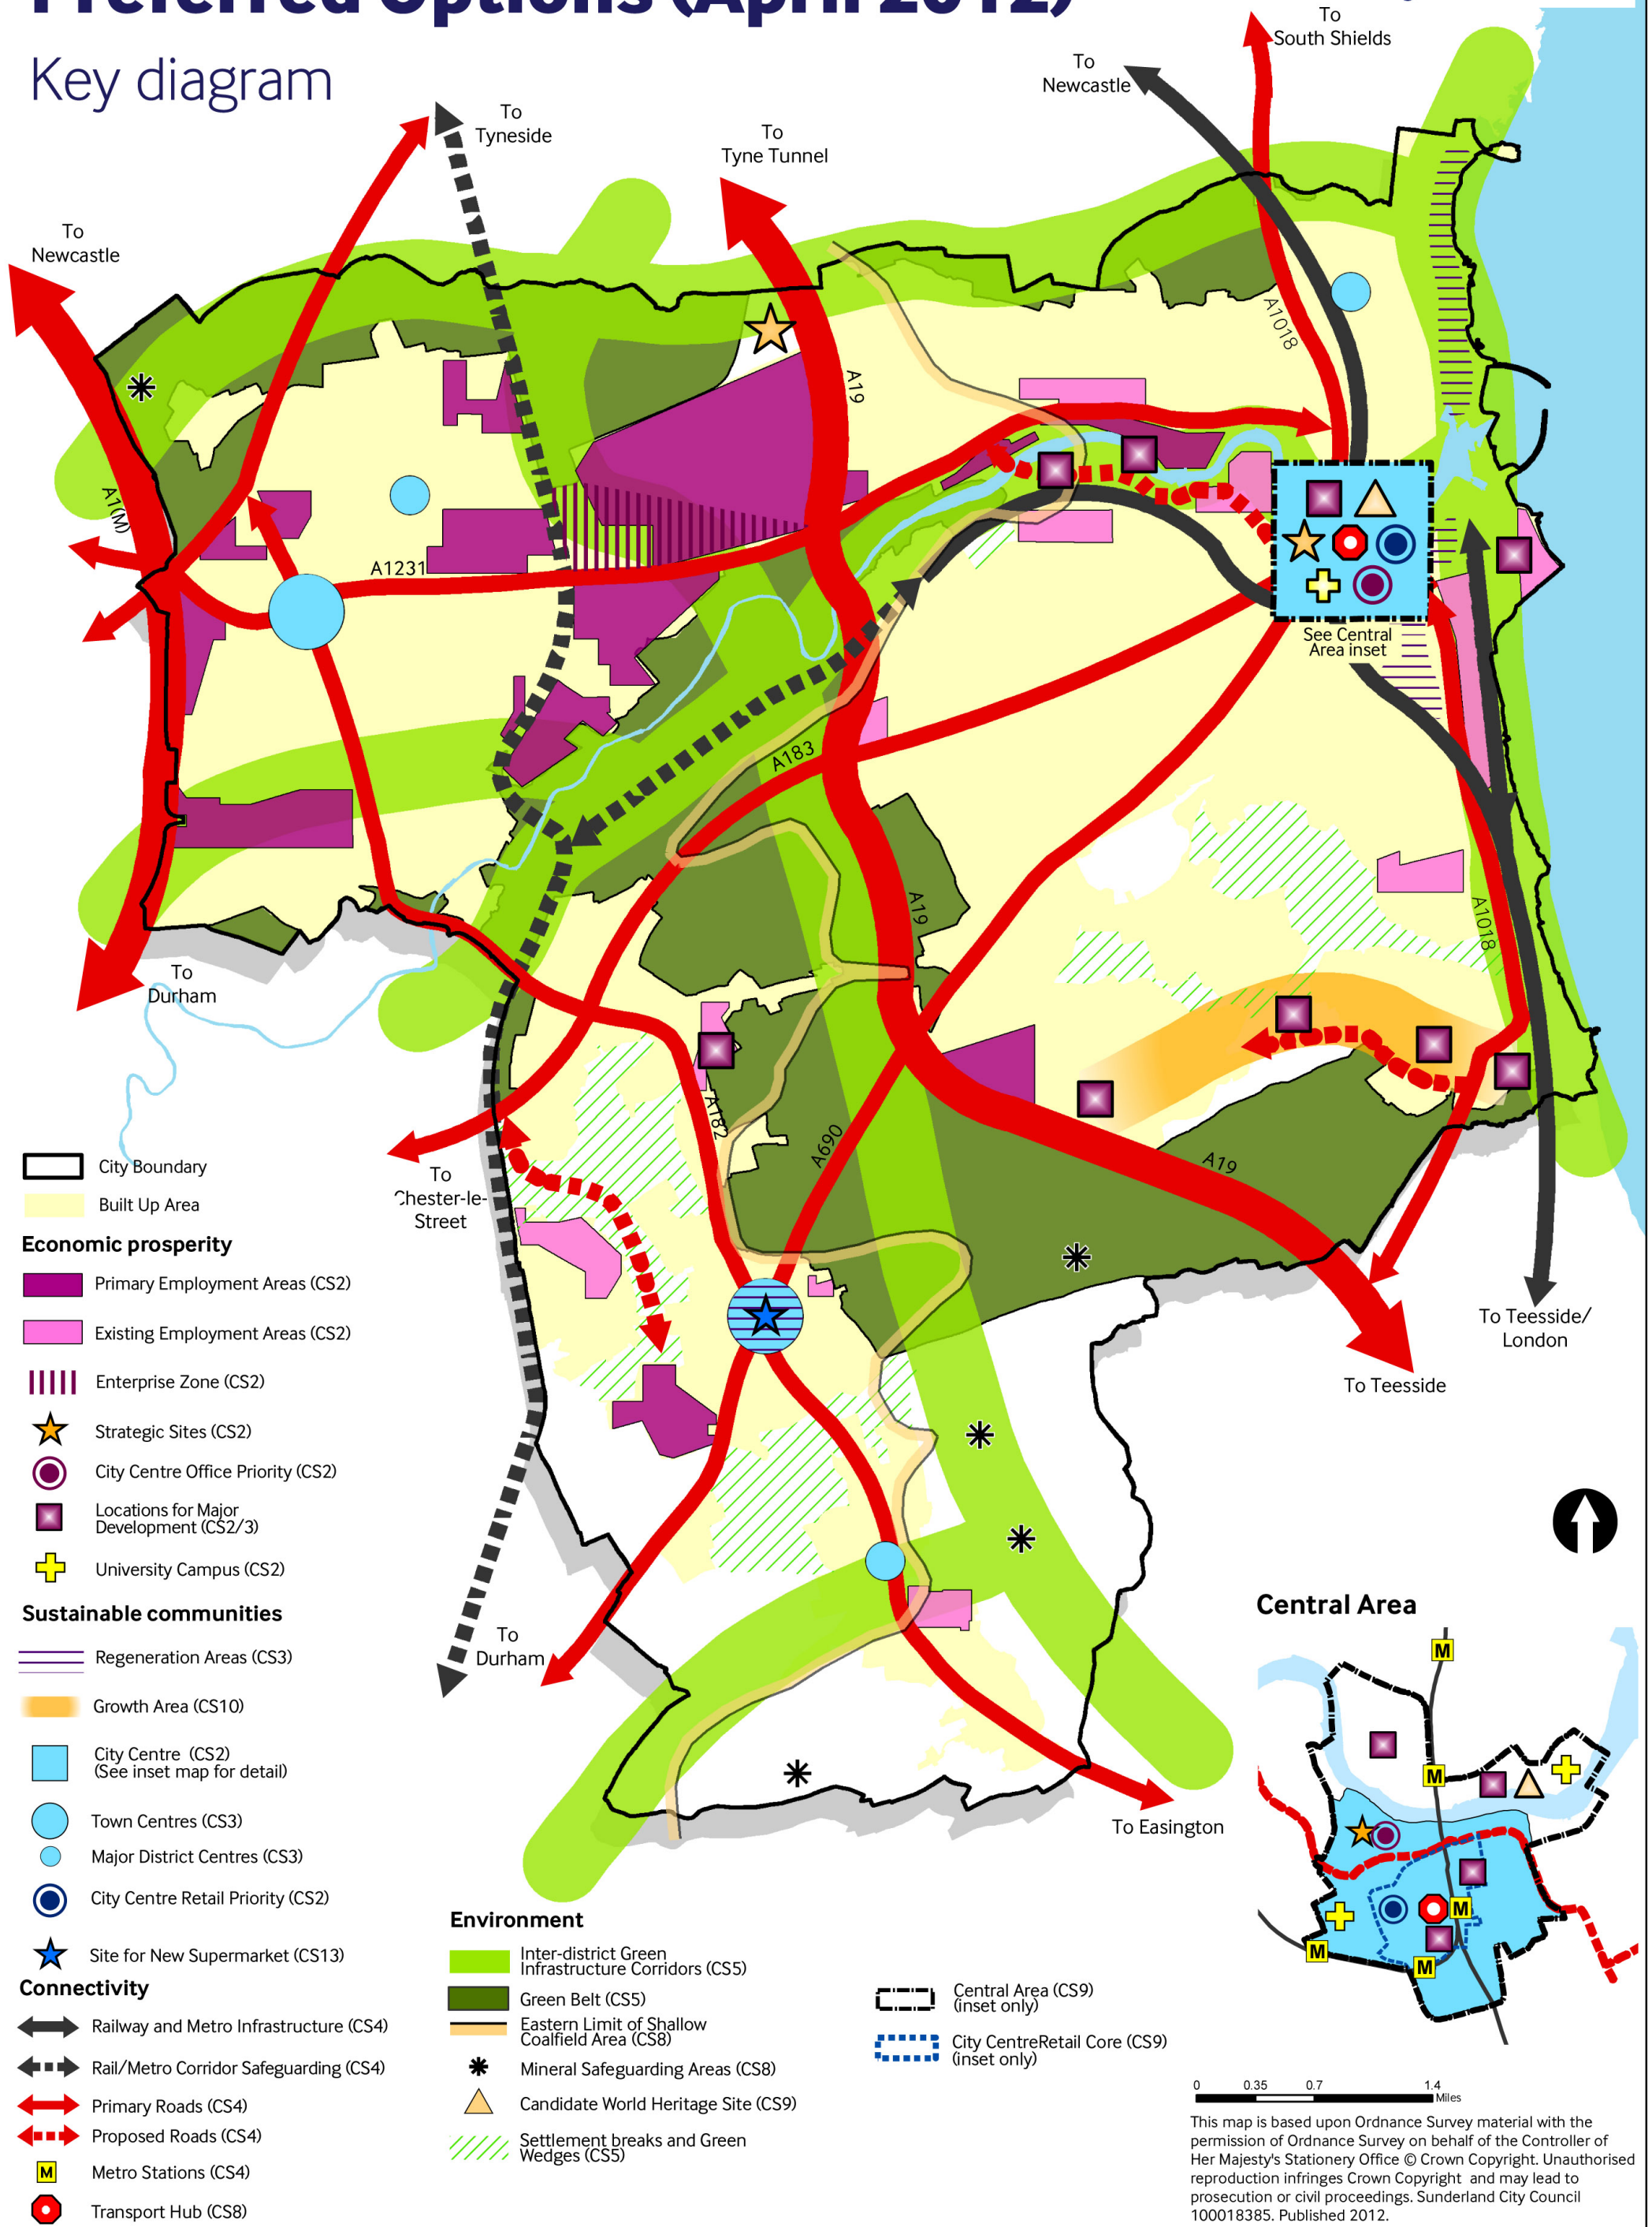 Preferred Options (April 2012)
Key diagram
To
South Shields
To
Newcastle
To
Tyneside
To
Tyne Tunnel
To
Newcastle
A1018
A19
A1(M)
A1231
See Central
Area inset
A183
A19
A1018
To
Durham
A182
A690
A19
To
Chester-le-
Street
To Teesside/
London
To Teesside
To
Durham
To Easington
City Boundary
Built Up Area
Economic prosperity
Primary Employment Areas (CS2)
Existing Employment Areas (CS2)
Enterprise Zone (CS2)
Strategic Sites (CS2)
City Centre Office Priority (CS2)
Locations for Major
Development (CS2/3)
University Campus (CS2)
Sustainable communities
Regeneration Areas (CS3)
Growth Area (CS10)
City Centre (CS2)
(See inset map for detail)
Town Centres (CS3)
Major District Centres (CS3)
City Centre Retail Priority (CS2)
Site for New Supermarket (CS13)
Connectivity
Railway and Metro Infrastructure (CS4)
Rail/Metro Corridor Safeguarding (CS4)
Primary Roads (CS4)
Proposed Roads (CS4)
M Metro Stations (CS4)
Transport Hub (CS8)
Environment
Inter-district Green
Infrastructure Corridors (CS5)
Green Belt (CS5)
Eastern Limit of Shallow
Coalfield Area (CS8)
Mineral Safeguarding Areas (CS8)
Candidate World Heritage Site (CS9)
Settlement breaks and Green
Wedges (CS5)
Central Area (CS9)
(inset only)
City CentreRetail Core (CS9)
(inset only)
Central Area
M
M
M
M
M
0 0.35 0.7 1.4
Miles
This map is based upon Ordnance Survey material with the
permission of Ordnance Survey on behalf of the Controller of
Her Majesty's Stationery Office © Crown Copyright. Unauthorised
reproduction infringes Crown Copyright and may lead to
prosecution or civil proceedings. Sunderland City Council
100018385. Published 2012.